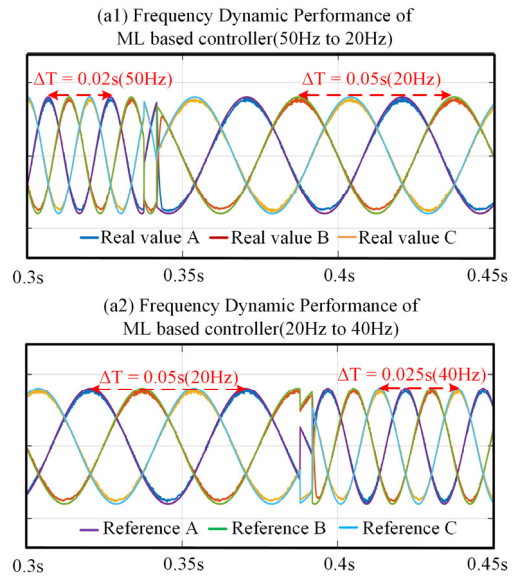 (a1) Frequency Dynamic Performance of
ML based controller(50Hz to 20Hz)
ΔT = 0.02s(50Hz) ΔT = 0.05s(20Hz)
Real value A Real value B Real value C
0.3s 0.35s 0.4s 0.45s
(a2) Frequency Dynamic Performance of
ML based controller(20Hz to 40Hz)
ΔT = 0.05s(20Hz) ΔT = 0.025s(40Hz)
Reference A Reference B Reference C
0.3s 0.35s 0.4s 0.45s